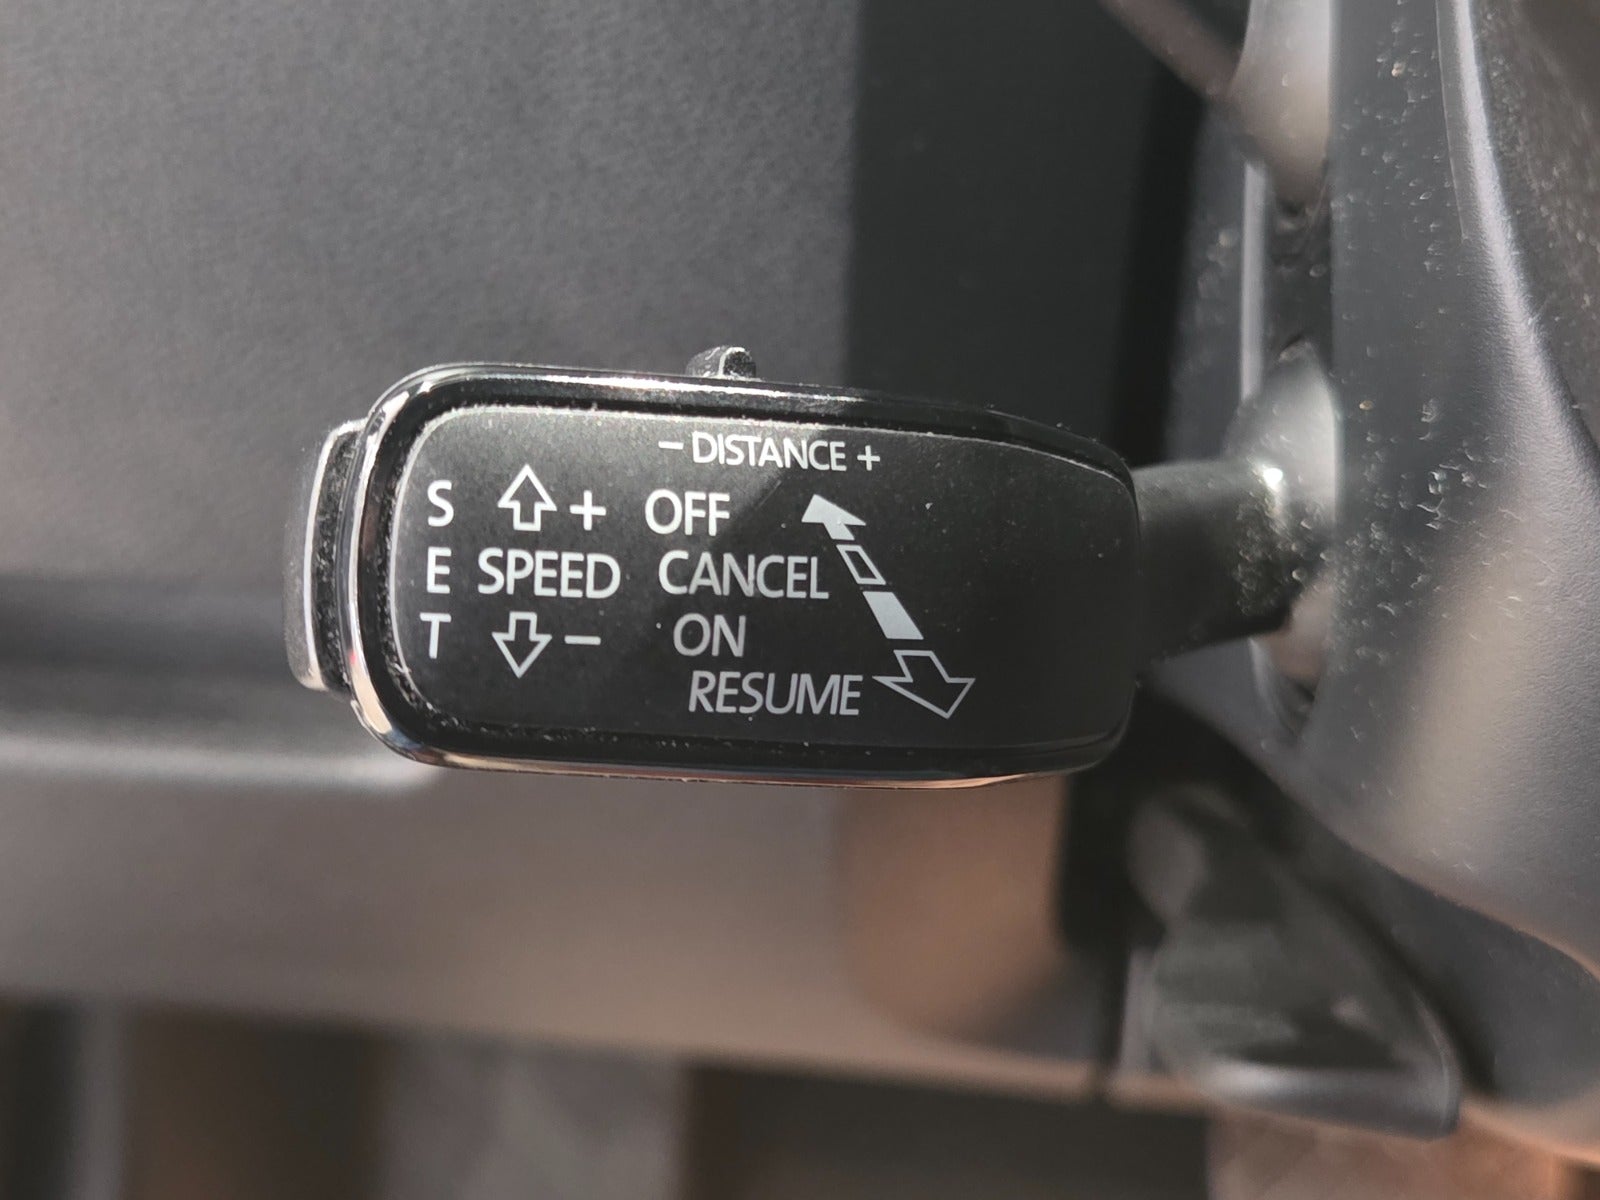 − DISTANCE +
S + OFF
E SPEED CANCEL
T − ON
RESUME